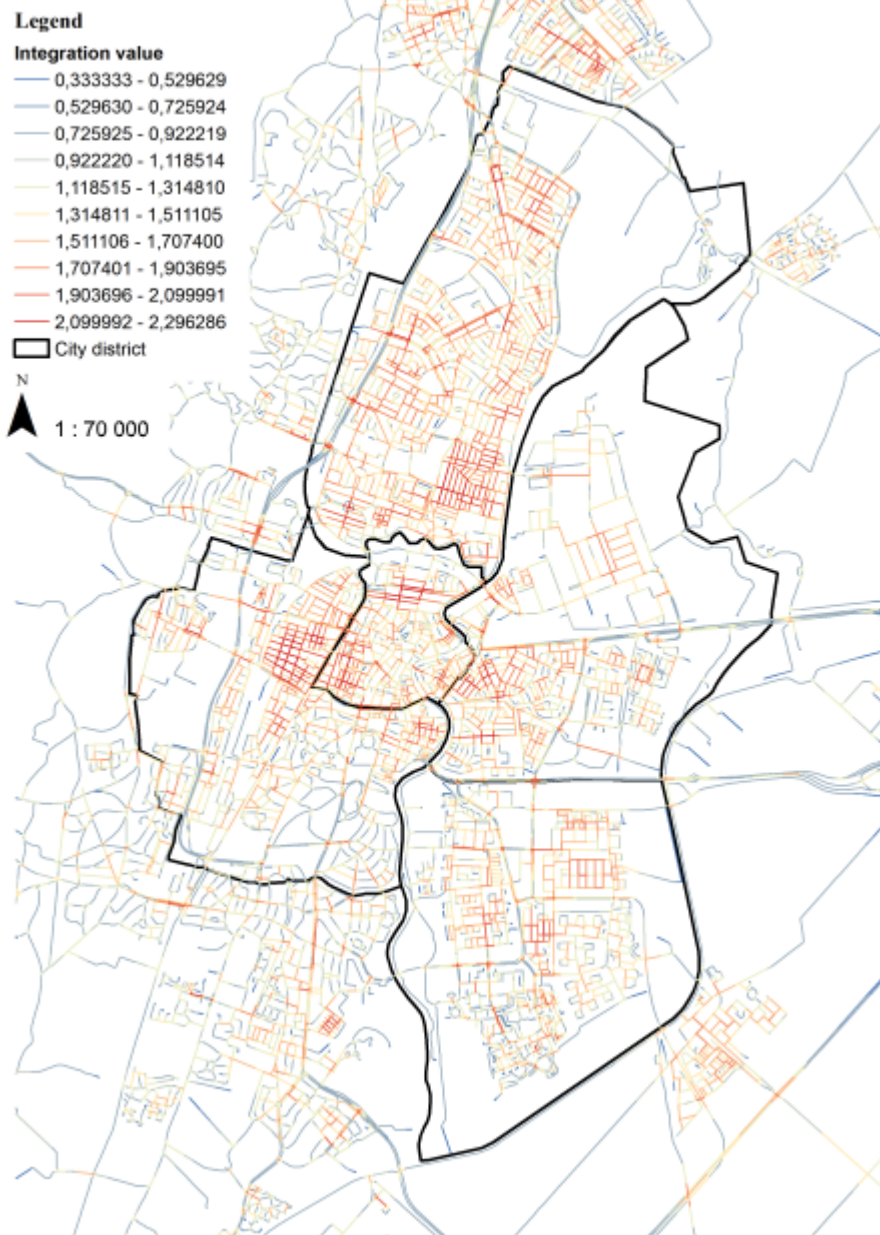 Legend
Integration value
0,333333 - 0,529629
0,529630 - 0,725924
0,725925 - 0,922219
0,922220 - 1,118514
1,118515 - 1,314810
1,314811 - 1,511105
1,511106 - 1,707400
1,707401 - 1,903695
1,903696 - 2,099991
2,099992 - 2,296286
City district
N
1 : 70 000